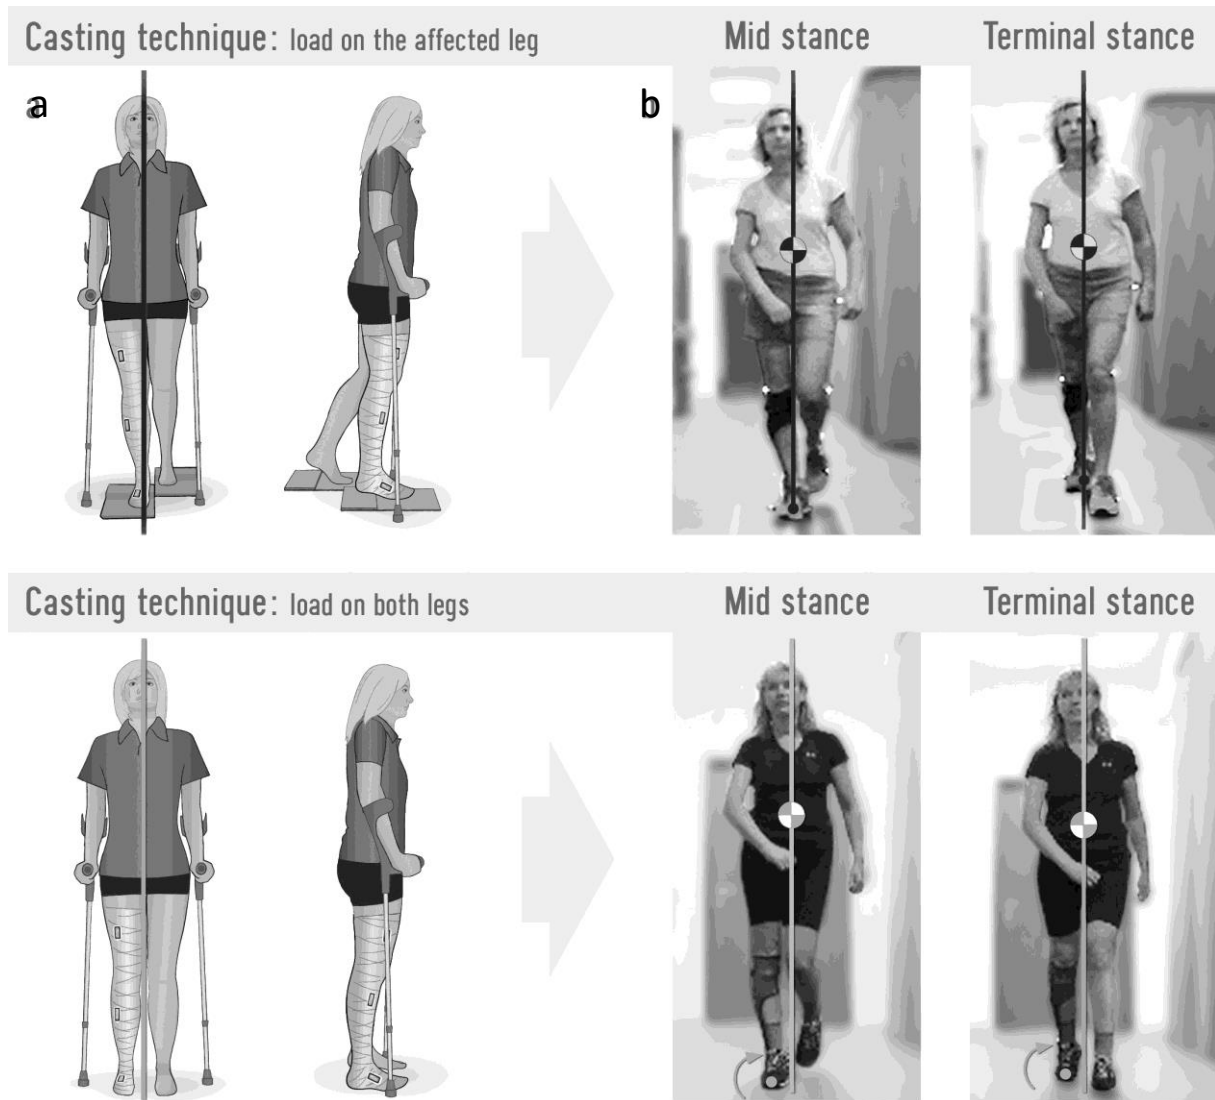 Casting technique: load on the affected leg
Mid stance
Terminal stance
a
b
Casting technique: load on both legs
Mid stance
Terminal stance